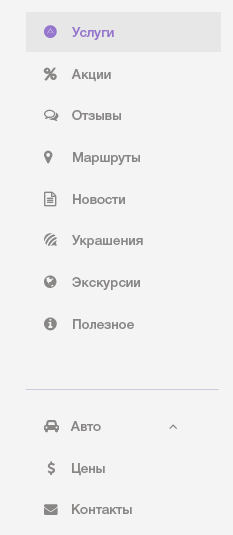 Услуги
Акции
Отзывы
Маршруты
Новости
Украшения
Экскурсии
Полезное
Авто
Цены
Контакты